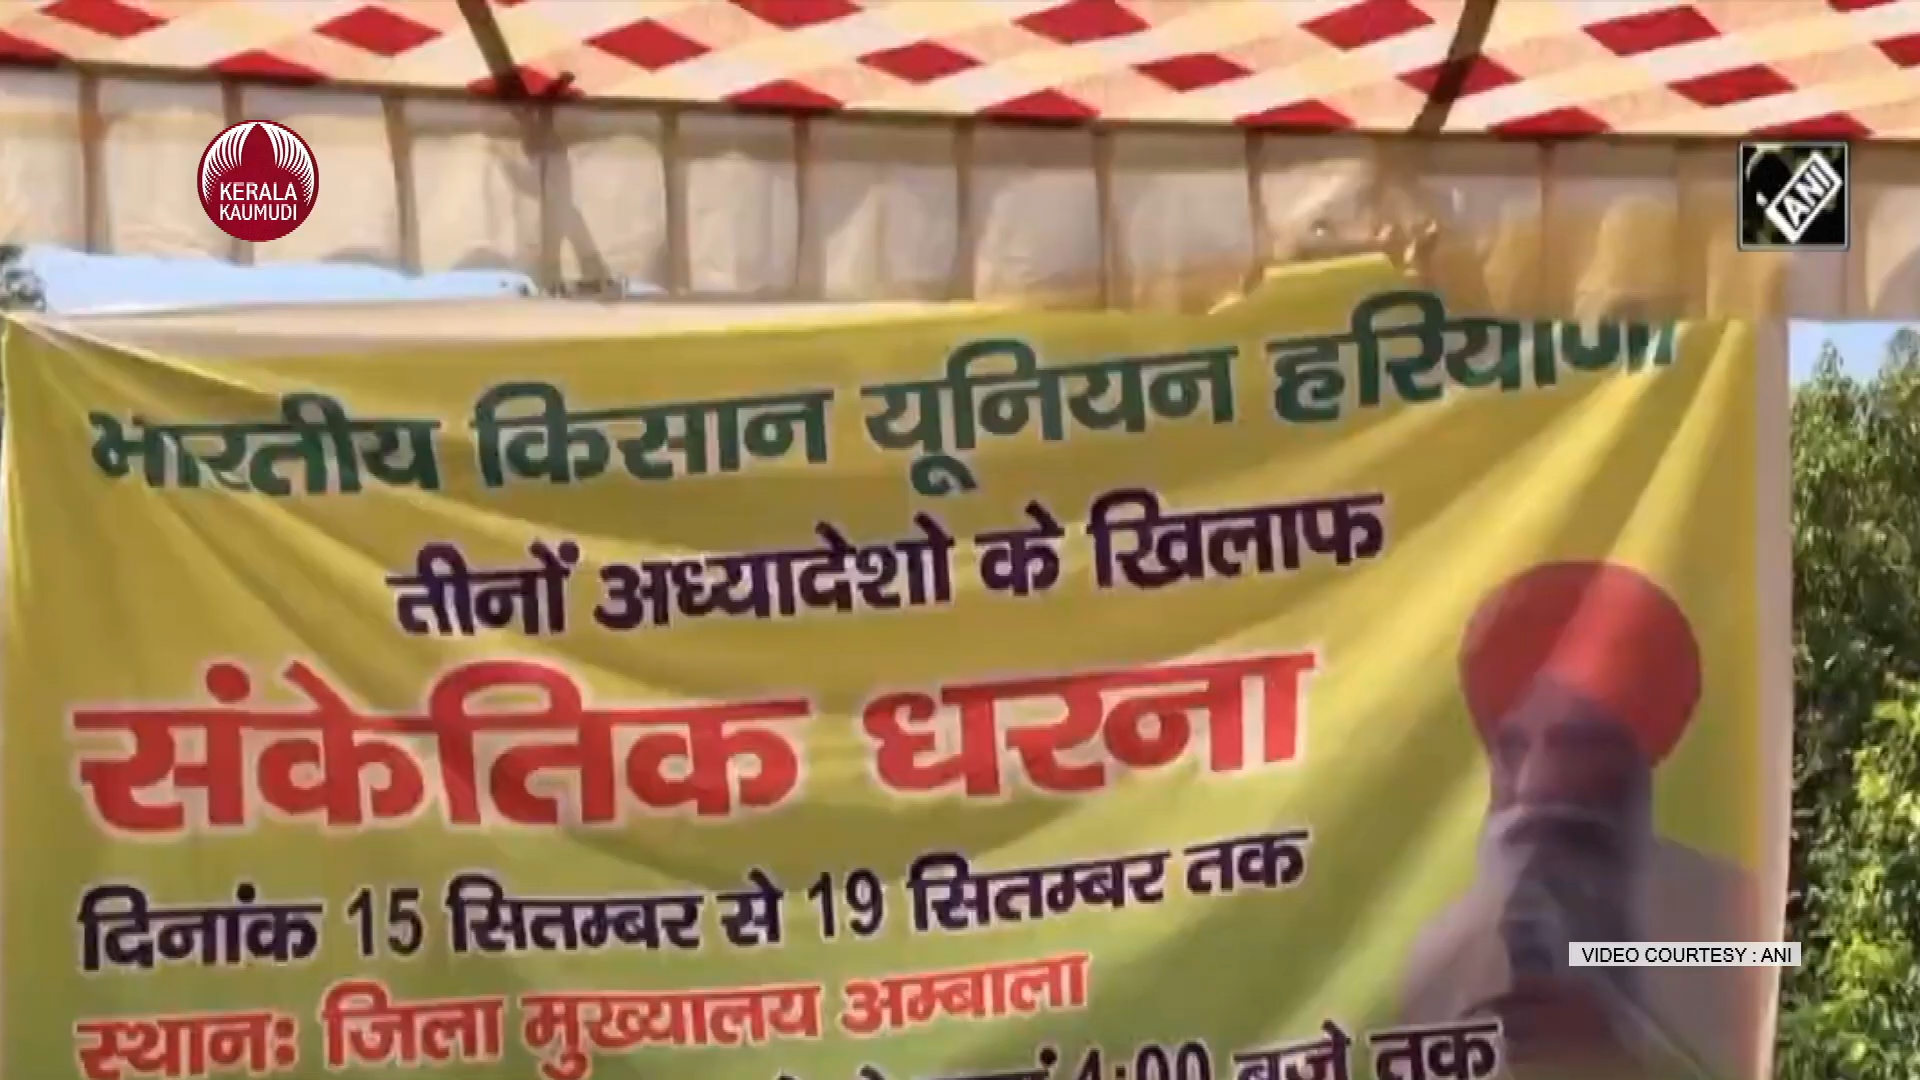 KERALA
KAUMUDI
ANI
भारतीय किसान यूनियन हरियाणा
तीनों अध्यादेशो के खिलाफ
संकेतिक धरना
दिनांक 15 सितम्बर से 19 सितम्बर तक
स्थानः जिला मुख्यालय अम्बाला
4:00 बजे तक
VIDEO COURTESY : ANI